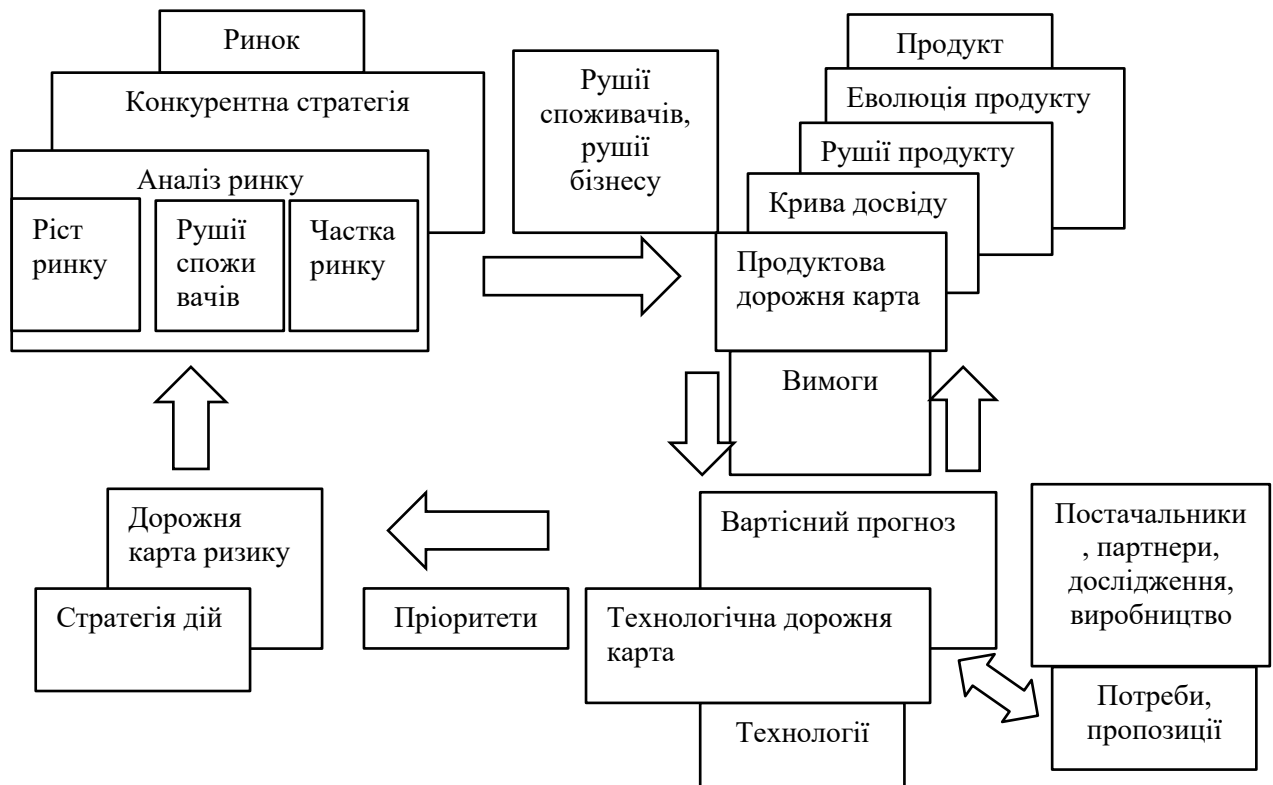 Ринок
Конкурентна стратегія
Аналіз ринку
Ріст
ринку
Рушії
спожи
вачів
Частка
ринку
Рушії
споживачів,
рушії
бізнесу
Продукт
Еволюція продукту
Рушії продукту
Крива досвіду
Продуктова
дорожня карта
Вимоги
Дорожня
карта ризику
Стратегія дій
Пріоритети
Вартісний прогноз
Технологічна дорожня
карта
Технології
Постачальники
, партнери,
дослідження,
виробництво
Потреби,
пропозиції